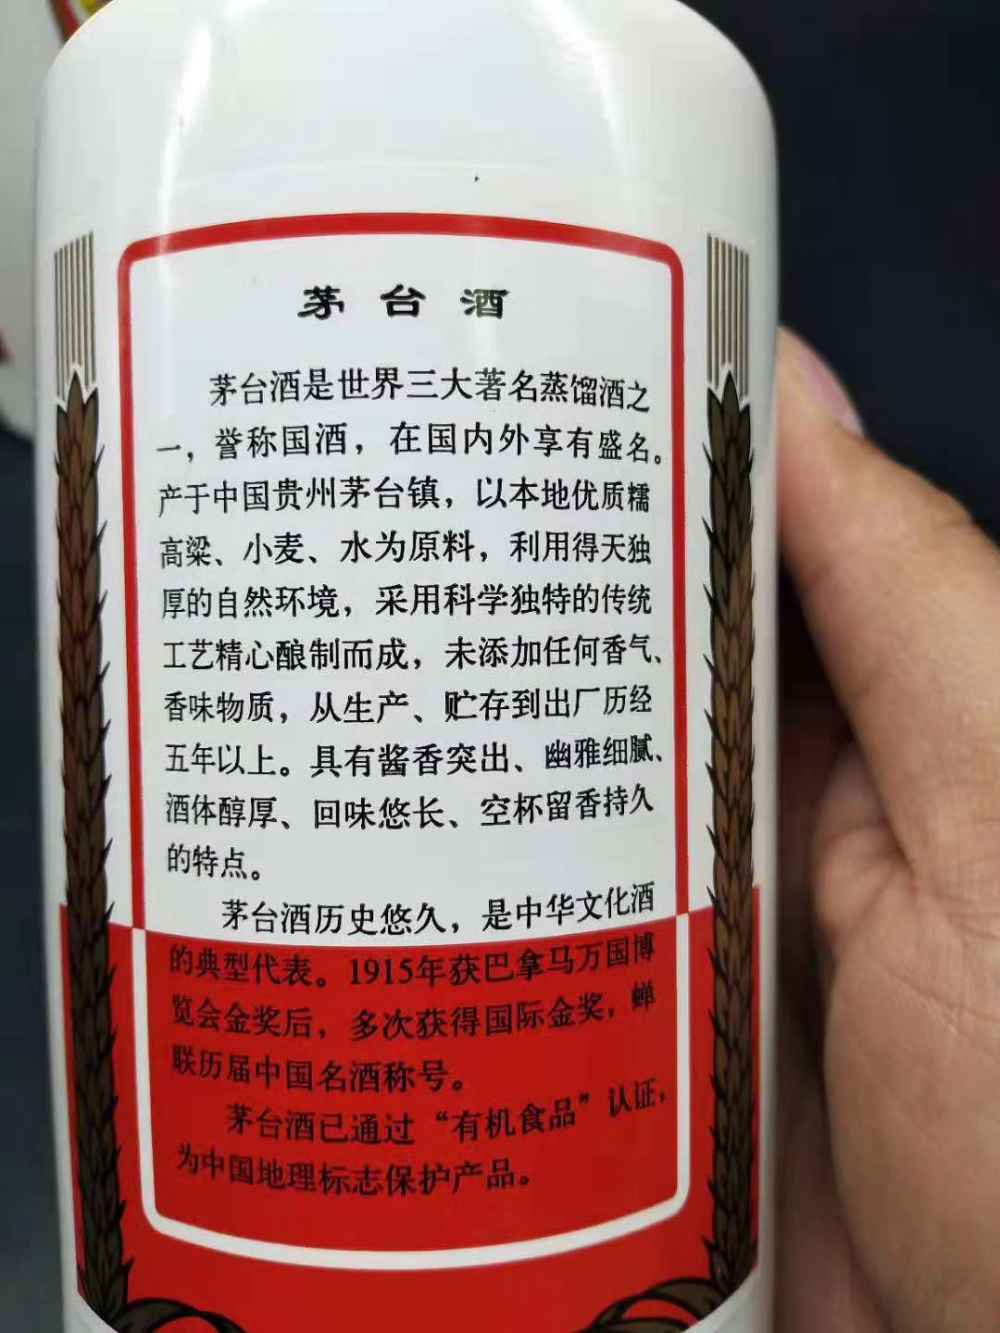 茅台酒
茅台酒是世界三大著名蒸馏酒之
一，誉称国酒，在国内外享有盛名。
产于中国贵州茅台镇，以本地优质糯
高粱、小麦、水为原料，利用得天独
厚的自然环境，采用科学独特的传统
工艺精心酿制而成，未添加任何香气、
香味物质，从生产、贮存到出厂历经
五年以上。具有酱香突出、幽雅细腻、
酒体醇厚、回味悠长、空杯留香持久
的特点。
茅台酒历史悠久，是中华文化酒
的典型代表。1915年获巴拿马万国博
览会金奖后，多次获得国际金奖，蝉
联历届中国名酒称号。
茅台酒已通过“有机食品”认证，
为中国地理标志保护产品。